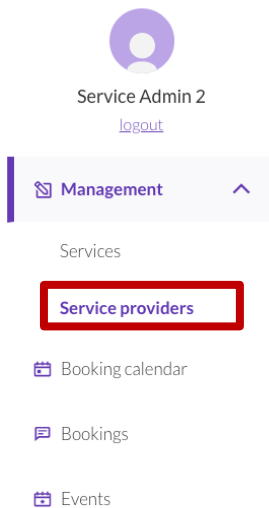 Service Admin 2
logout
Management
Services
Service providers
Booking calendar
Bookings
Events